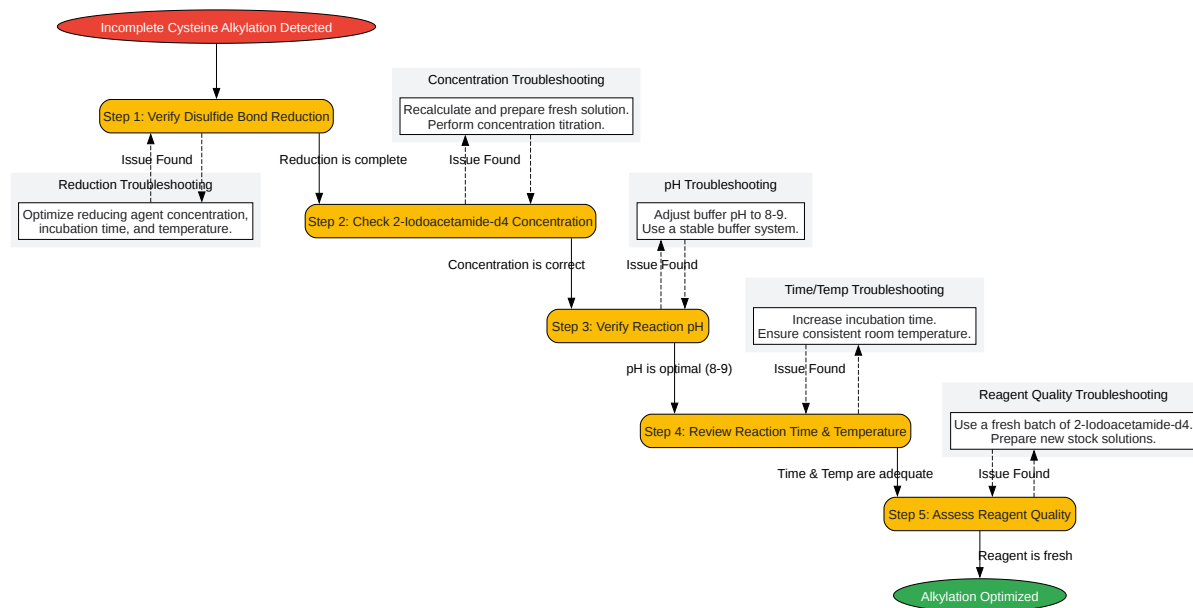 Incomplete Cysteine Alkylation Detected
Concentration Troubleshooting
Recalculate and prepare fresh solution.
Perform concentration titration.
Step 1: Verify Disulfide Bond Reduction
Issue Found
Reduction is complete
Issue Found
Reduction Troubleshooting
Optimize reducing agent concentration,
incubation time, and temperature.
pH Troubleshooting
Adjust buffer pH to 8-9.
Use a stable buffer system.
Step 2: Check 2-Iodoacetamide-d4 Concentration
Concentration is correct
Issue Found
Time/Temp Troubleshooting
Increase incubation time.
Ensure consistent room temperature.
Step 3: Verify Reaction pH
pH is optimal (8-9)
Issue Found
Reagent Quality Troubleshooting
Use a fresh batch of 2-Iodoacetamide-d4.
Prepare new stock solutions.
Step 4: Review Reaction Time & Temperature
Time & Temp are adequate
Issue Found
Step 5: Assess Reagent Quality
Reagent is fresh
Alkylation Optimized